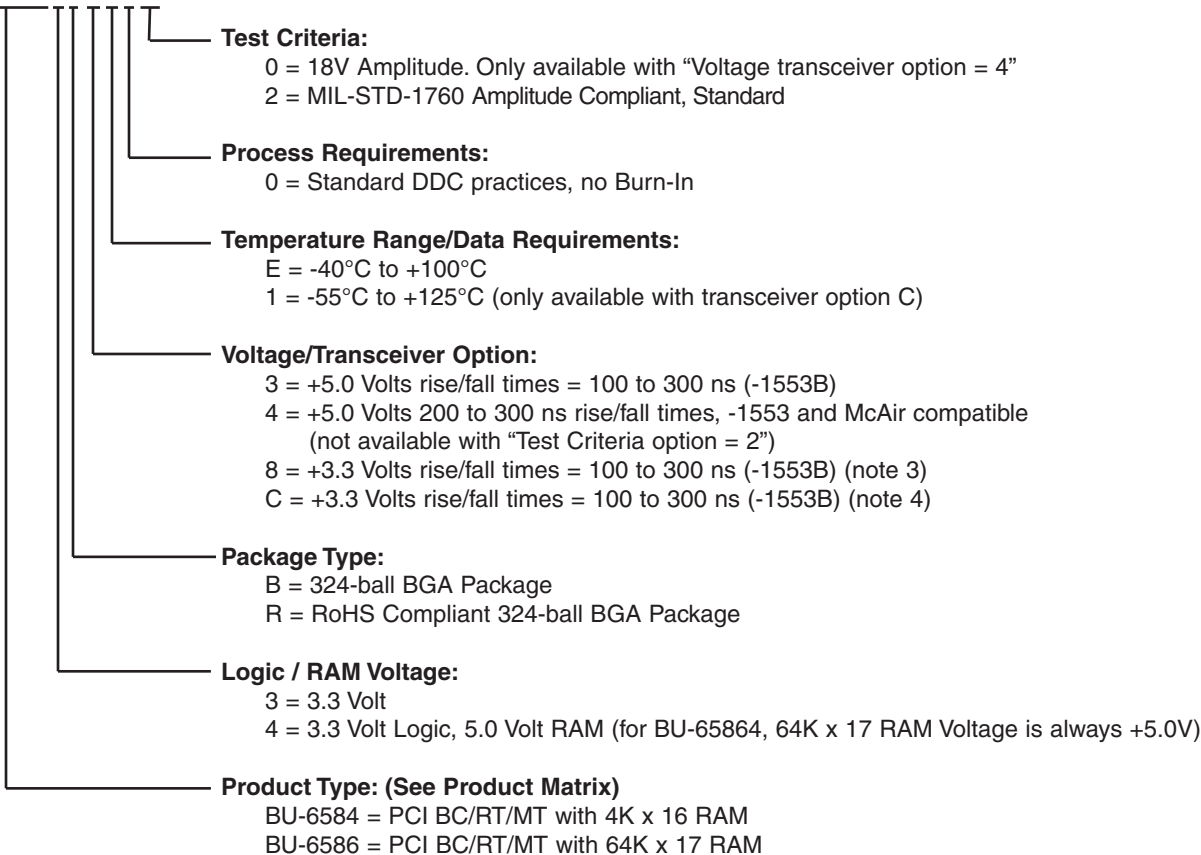 Test Criteria:
0 = 18V Amplitude. Only available with “Voltage transceiver option = 4”
2 = MIL-STD-1760 Amplitude Compliant, Standard
Process Requirements:
0 = Standard DDC practices, no Burn-In
Temperature Range/Data Requirements:
E = -40°C to +100°C
1 = -55°C to +125°C (only available with transceiver option C)
Voltage/Transceiver Option:
3 = +5.0 Volts rise/fall times = 100 to 300 ns (-1553B)
4 = +5.0 Volts 200 to 300 ns rise/fall times, -1553 and McAir compatible
(not available with “Test Criteria option = 2”)
8 = +3.3 Volts rise/fall times = 100 to 300 ns (-1553B) (note 3)
C = +3.3 Volts rise/fall times = 100 to 300 ns (-1553B) (note 4)
Package Type:
B = 324-ball BGA Package
R = RoHS Compliant 324-ball BGA Package
Logic / RAM Voltage:
3 = 3.3 Volt
4 = 3.3 Volt Logic, 5.0 Volt RAM (for BU-65864, 64K x 17 RAM Voltage is always +5.0V)
Product Type: (See Product Matrix)
BU-6584 = PCI BC/RT/MT with 4K x 16 RAM
BU-6586 = PCI BC/RT/MT with 64K x 17 RAM